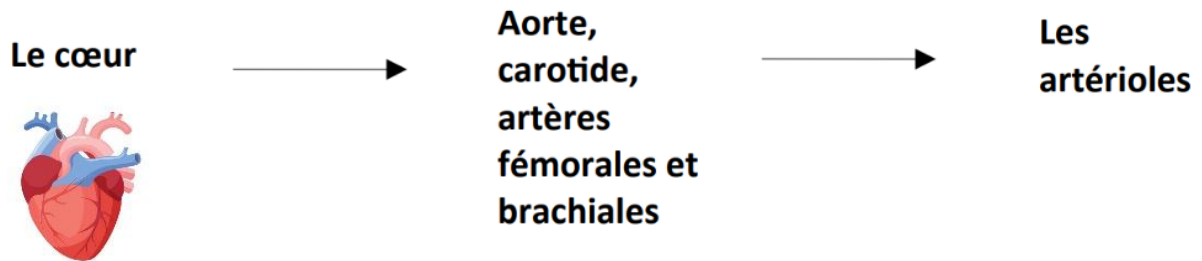 Le cœur
Aorte,
carotide,
artères
fémorales et
brachiales
Les
artérioles